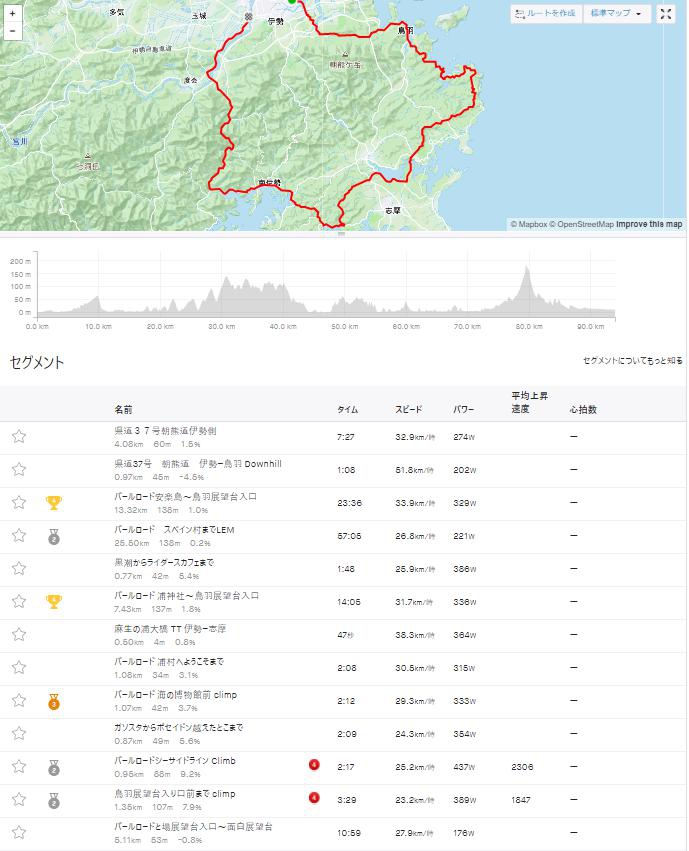 +
−
多気
玉城
伊勢
鳥羽
ルートを作成
標準マップ
伊勢自動車道
度会
朝熊ケ岳
宮川
七洞岳
南伊勢
志摩
© Mapbox © OpenStreetMap Improve this map
200 m
150 m
100 m
50 m
0 m
0.0 km 10.0 km 20.0 km 30.0 km 40.0 km 50.0 km 60.0 km 70.0 km 80.0 km 90.0 km
セグメント
セグメントについてもっと知る
名前 タイム スピード パワー 平均上昇速度 心拍数
県道３７号朝熊道伊勢側 7:27 32.9km/時 274W —
4.08km 60m 1.5%
県道37号　朝熊道　伊勢ー鳥羽 Downhill 1:08 51.8km/時 202W —
0.97km 45m -4.5%
パールロード安楽島〜鳥羽展望台入口 23:36 33.9km/時 329W —
13.32km 138m 1.0%
パールロード　スペイン村までLEM 57:05 26.8km/時 221W —
2 25.50km 138m 0.2%
黒潮からライダースカフェまで 1:48 25.9km/時 386W —
0.77km 42m 5.4%
パールロード 浦神社〜鳥羽展望台入口 14:05 31.7km/時 336W —
7.43km 137m 1.8%
麻生の浦大橋 TT 伊勢ー志摩 47秒 38.3km/時 364W —
0.50km 4m 0.8%
パールロード 浦村へようこそまで 2:08 30.5km/時 315W —
1.08km 34m 3.1%
パールロード 海の博物館前 climp 2:12 29.3km/時 333W —
3 1.07km 42m 3.7%
ガソスタからポセイドン越えたとこまで 2:09 24.3km/時 354W —
0.87km 49m 5.6%
パールロードシーサイドライン Climb 4 2:17 25.2km/時 437W 2306 —
2 0.95km 88m 9.2%
鳥羽展望台入り口前まで climp 4 3:29 23.2km/時 389W 1847 —
2 1.35km 107m 7.9%
パールロードと場展望台入口〜面白展望台 10:59 27.9km/時 176W —
5.11km 53m -0.8%